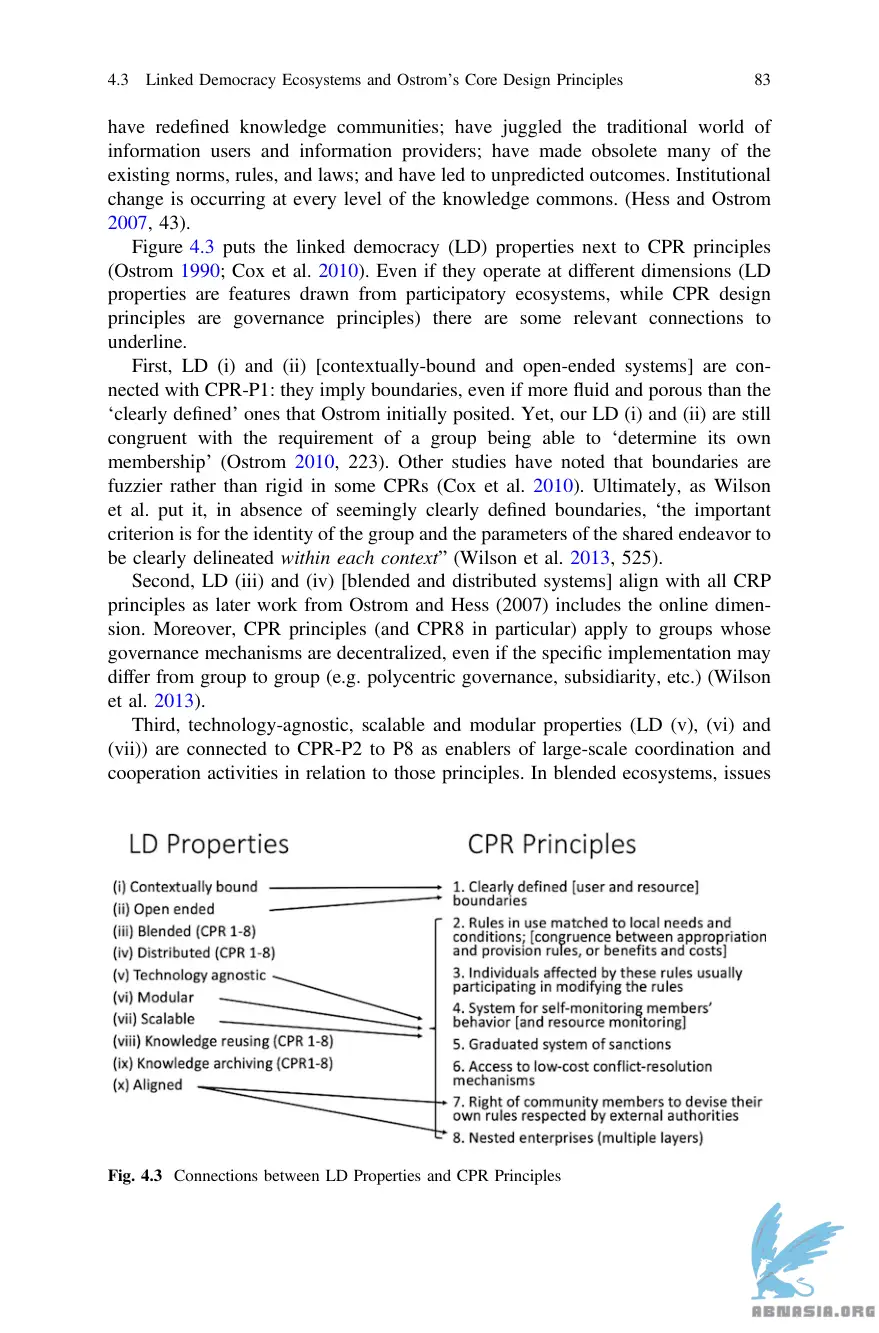 4.3 Linked Democracy Ecosystems and Ostrom's Core Design Principles 83
have redefined knowledge communities; have juggled the traditional world of
information users and information providers; have made obsolete many of the
existing norms, rules, and laws; and have led to unpredicted outcomes. Institutional
change is occurring at every level of the knowledge commons. (Hess and Ostrom
2007, 43).
Figure 4.3 puts the linked democracy (LD) properties next to CPR principles
(Ostrom 1990; Cox et al. 2010). Even if they operate at different dimensions (LD
properties are features drawn from participatory ecosystems, while CPR design
principles are governance principles) there are some relevant connections to
underline.
First, LD (i) and (ii) [contextually-bound and open-ended systems] are con-
nected with CPR-P1: they imply boundaries, even if more fluid and porous than the
‘clearly defined’ ones that Ostrom initially posited. Yet, our LD (i) and (ii) are still
congruent with the requirement of a group being able to ‘determine its own
membership’ (Ostrom 2010, 223). Other studies have noted that boundaries are
fuzzier rather than rigid in some CPRs (Cox et al. 2010). Ultimately, as Wilson
et al. put it, in absence of seemingly clearly defined boundaries, ‘the important
criterion is for the identity of the group and the parameters of the shared endeavor to
be clearly delineated within each context” (Wilson et al. 2013, 525).
Second, LD (iii) and (iv) [blended and distributed systems] align with all CRP
principles as later work from Ostrom and Hess (2007) includes the online dimen-
sion. Moreover, CPR principles (and CPR8 in particular) apply to groups whose
governance mechanisms are decentralized, even if the specific implementation may
differ from group to group (e.g. polycentric governance, subsidiarity, etc.) (Wilson
et al. 2013).
Third, technology-agnostic, scalable and modular properties (LD (v), (vi) and
(vii)) are connected to CPR-P2 to P8 as enablers of large-scale coordination and
cooperation activities in relation to those principles. In blended ecosystems, issues
LD Properties
(i) Contextually bound
(ii) Open ended
(iii) Blended (CPR 1-8)
(iv) Distributed (CPR 1-8)
(v) Technology agnostic
(vi) Modular
(vii) Scalable
(viii) Knowledge reusing (CPR 1-8)
(ix) Knowledge archiving (CPR1-8)
(x) Aligned
CPR Principles
1. Clearly defined [user and resource]
boundaries
2. Rules in use matched to local needs and
conditions; [congruence between appropriation
and provision rules, or benefits and costs]
3. Individuals affected by these rules usually
participating in modifying the rules
4. System for self-monitoring members'
behavior [and resource monitoring]
5. Graduated system of sanctions
6. Access to low-cost conflict-resolution
mechanisms
7. Right of community members to devise their
own rules respected by external authorities
8. Nested enterprises (multiple layers)
Fig. 4.3 Connections between LD Properties and CPR Principles
ABNASIA.ORG